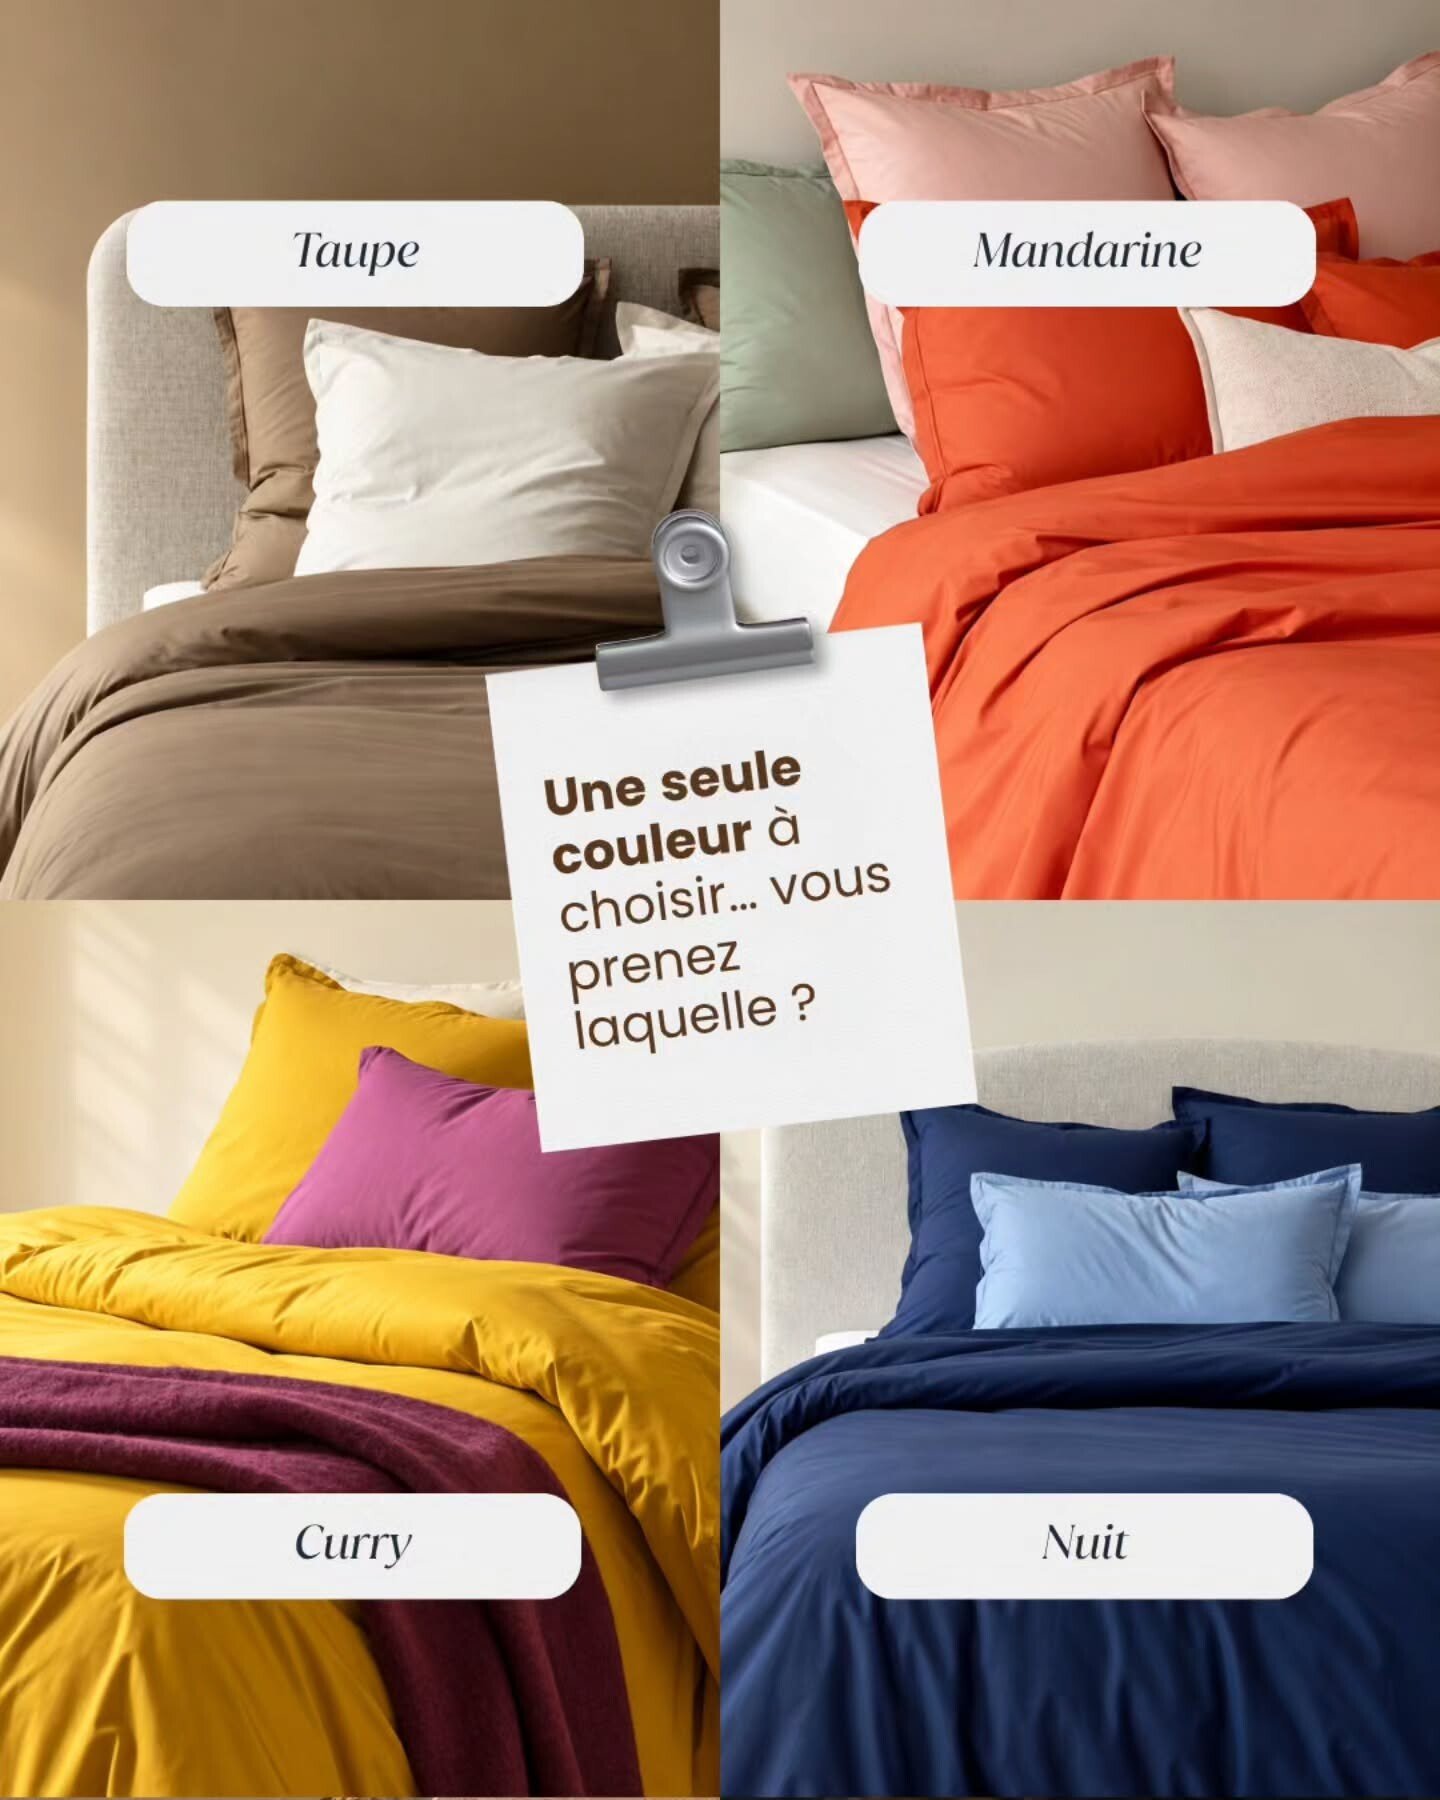 Taupe
Mandarine
Une seule
couleur à
choisir... vous
prenez
laquelle ?
Curry
Nuit